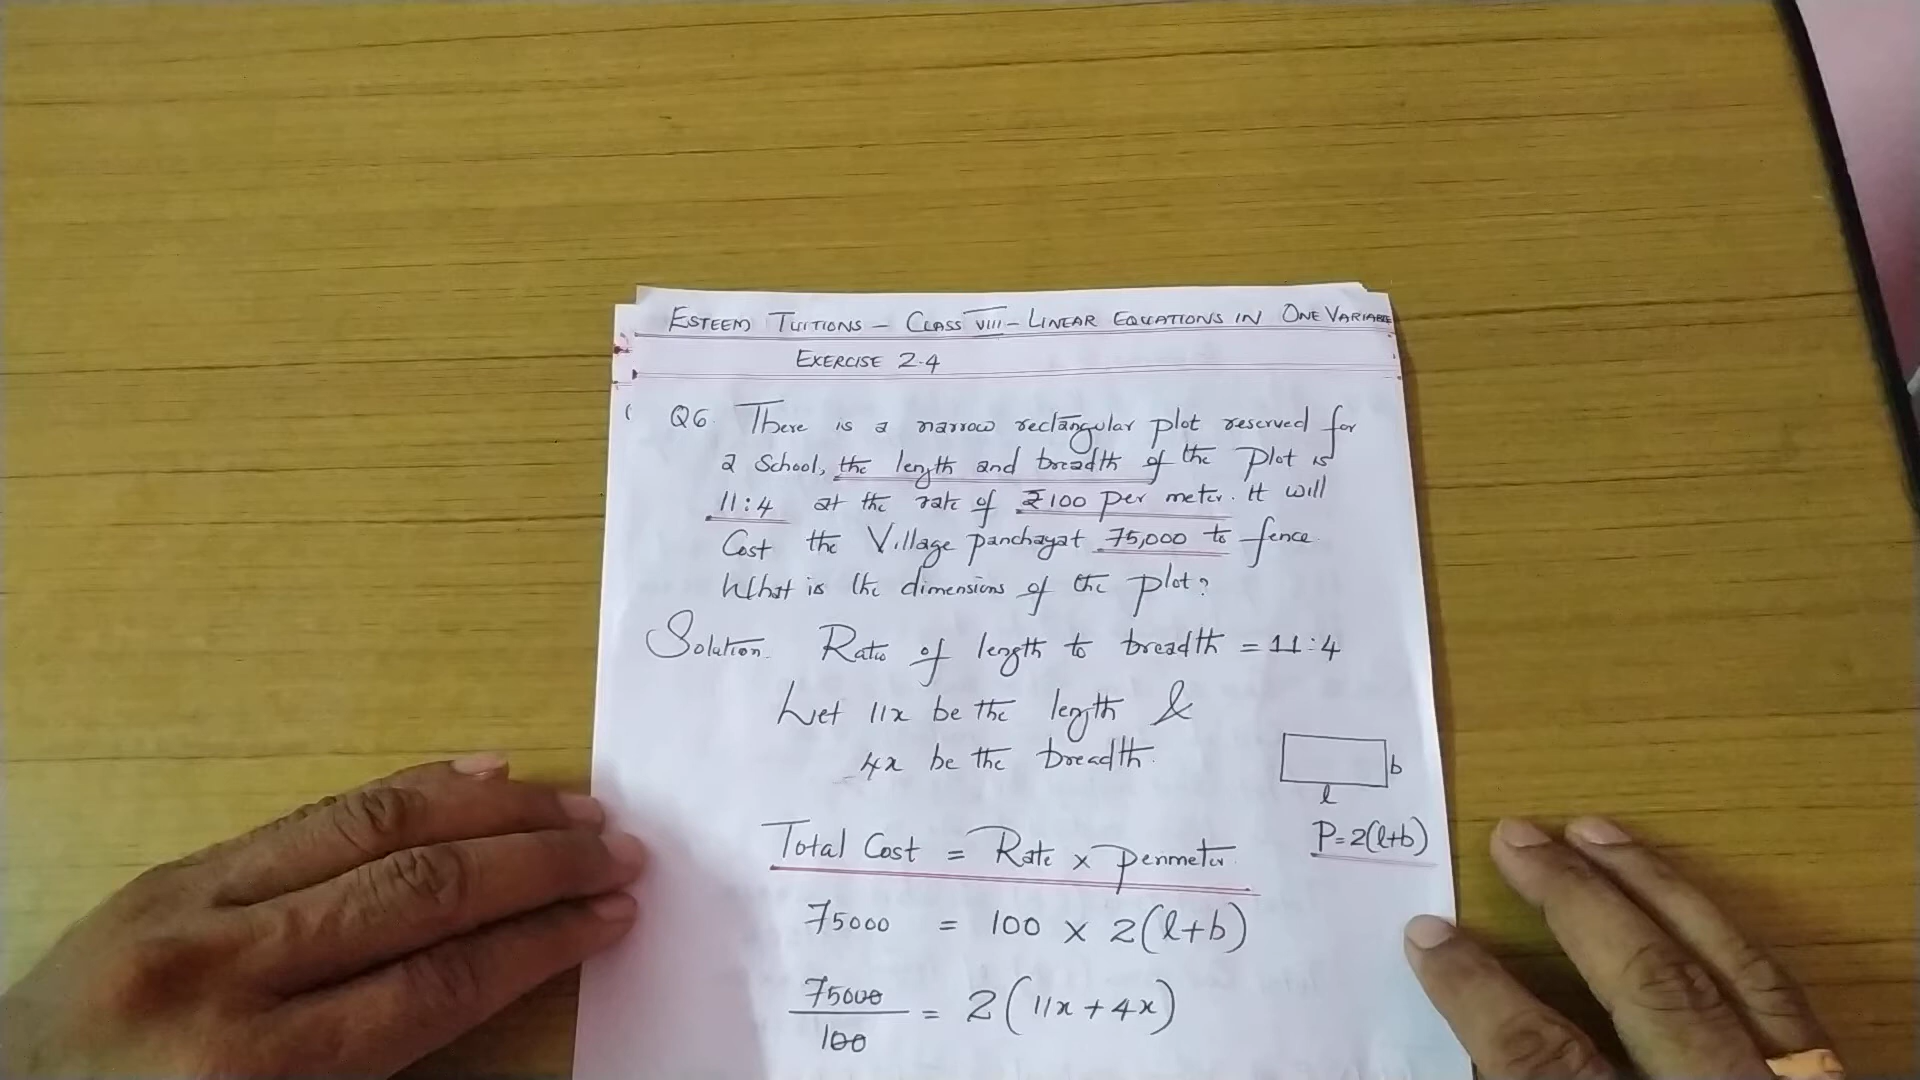 ESTEEM TUITIONS - CLASS VIII - LINEAR EQUATIONS IN ONE VARIABLE
EXERCISE 2.4
Q6. There is a narrow rectangular plot reserved for
a School, the length and breadth of the plot is
11:4 at the rate of ₹100 per meter. It will
Cost the Village panchayat 75,000 to fence.
What is the dimensions of the plot?
Solution. Ratio of length to breadth = 11:4
Let 11x be the length &
4x be the breadth.
b
l
P=2(l+b)
Total Cost = Rate x perimeter.
75000 = 100 x 2(l+b)
75000/100 = 2(11x+4x)